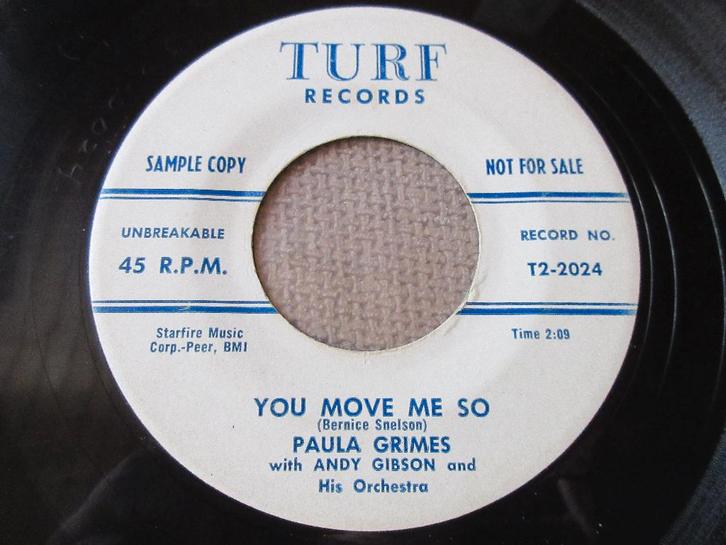 TURF
RECORDS
SAMPLE COPY
NOT FOR SALE
UNBREAKABLE
45 R.P.M.
RECORD NO.
T2-2024
Starfire Music
Corp.-Peer, BMI
Time 2:09
YOU MOVE ME SO
(Bernice Snelson)
PAULA GRIMES
with ANDY GIBSON and
His Orchestra